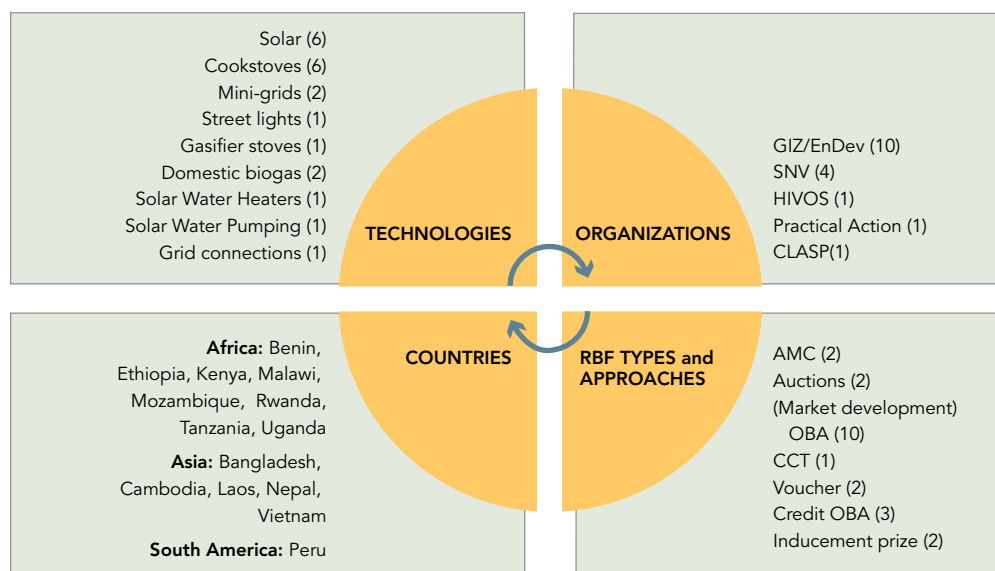 Solar (6)
Cookstoves (6)
Mini-grids (2)
Street lights (1)
Gasifier stoves (1)
Domestic biogas (2)
Solar Water Heaters (1)
Solar Water Pumping (1)
Grid connections (1)
TECHNOLOGIES
ORGANIZATIONS
GIZ/EnDev (10)
SNV (4)
HIVOS (1)
Practical Action (1)
CLASP(1)
Africa: Benin,
Ethiopia, Kenya, Malawi,
Mozambique, Rwanda,
Tanzania, Uganda
Asia: Bangladesh,
Cambodia, Laos, Nepal,
Vietnam
South America: Peru
COUNTRIES
RBF TYPES and
APPROACHES
AMC (2)
Auctions (2)
(Market development)
OBA (10)
CCT (1)
Voucher (2)
Credit OBA (3)
Inducement prize (2)